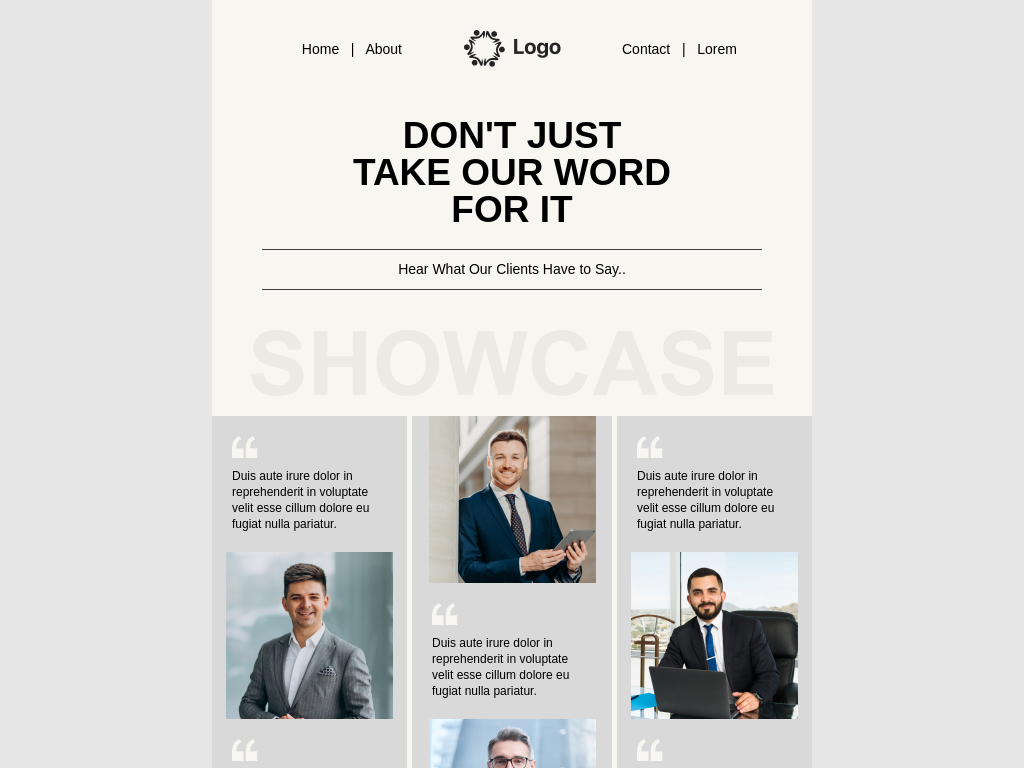 Home | About
Logo
Contact | Lorem
DON'T JUST
TAKE OUR WORD
FOR IT
Hear What Our Clients Have to Say..
SHOWCASE
“
Duis aute irure dolor in
reprehenderit in voluptate
velit esse cillum dolore eu
fugiat nulla pariatur.
“
“
Duis aute irure dolor in
reprehenderit in voluptate
velit esse cillum dolore eu
fugiat nulla pariatur.
“
Duis aute irure dolor in
reprehenderit in voluptate
velit esse cillum dolore eu
fugiat nulla pariatur.
“